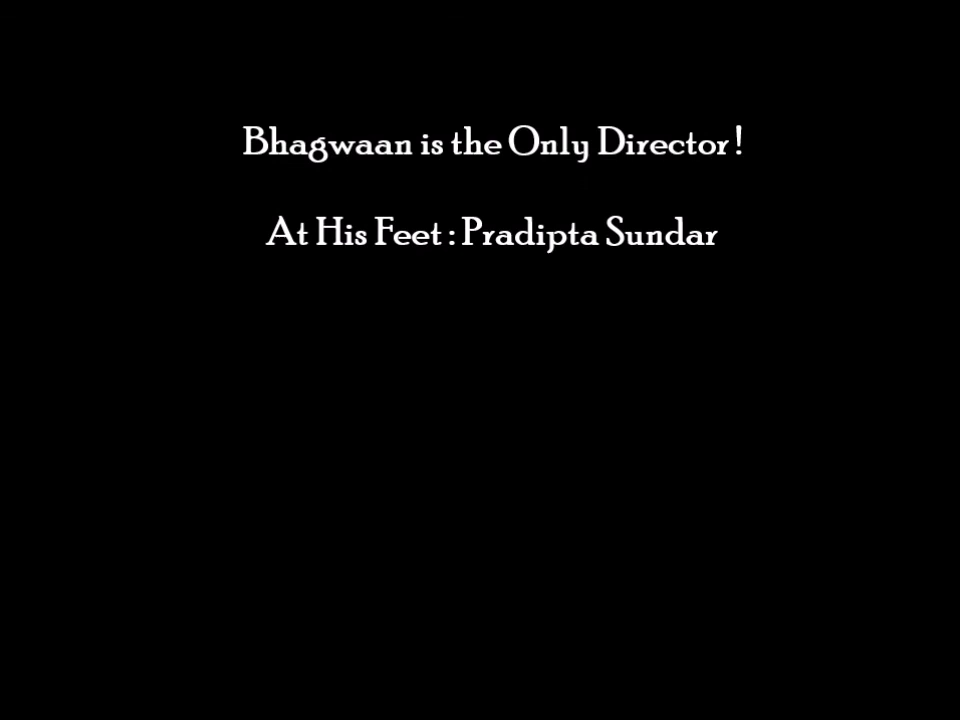 Bhagwaan is the Only Director !
At His Feet : Pradipta Sundar